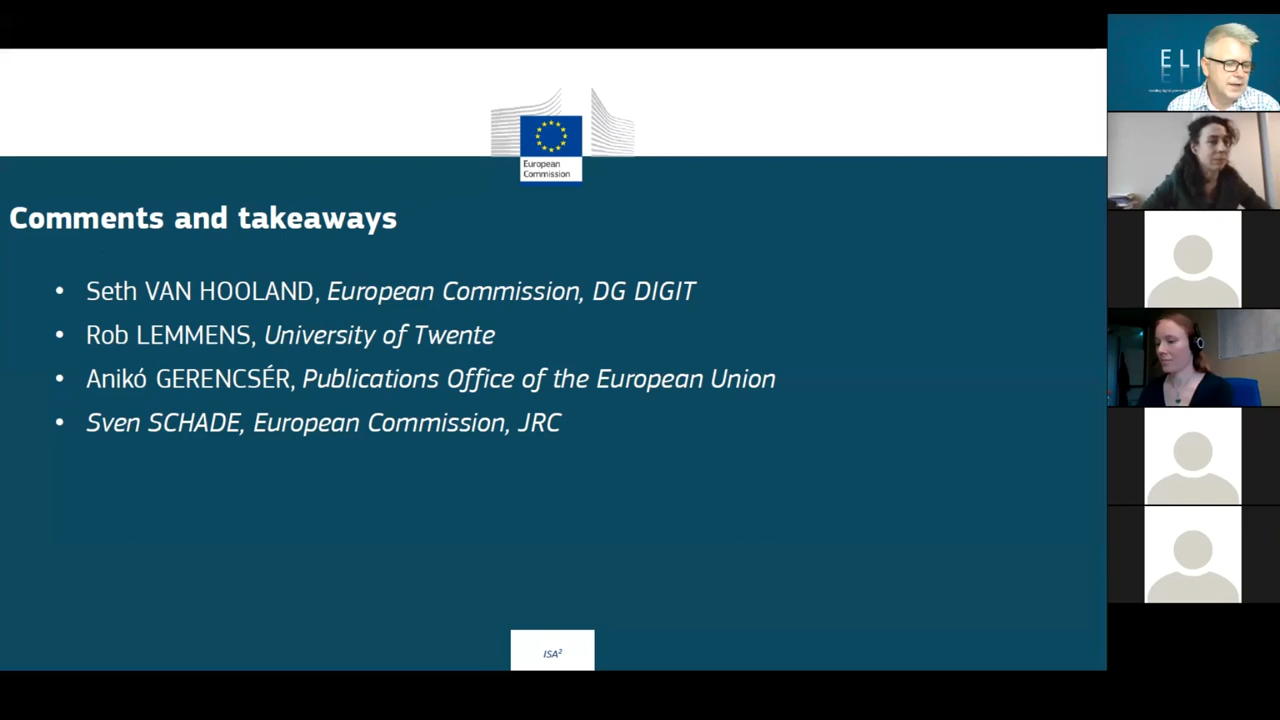 European
Commission
Comments and takeaways
• Seth VAN HOOLAND, European Commission, DG DIGIT
• Rob LEMMENS, University of Twente
• Anikó GERENCSÉR, Publications Office of the European Union
• Sven SCHADE, European Commission, JRC
ISA²